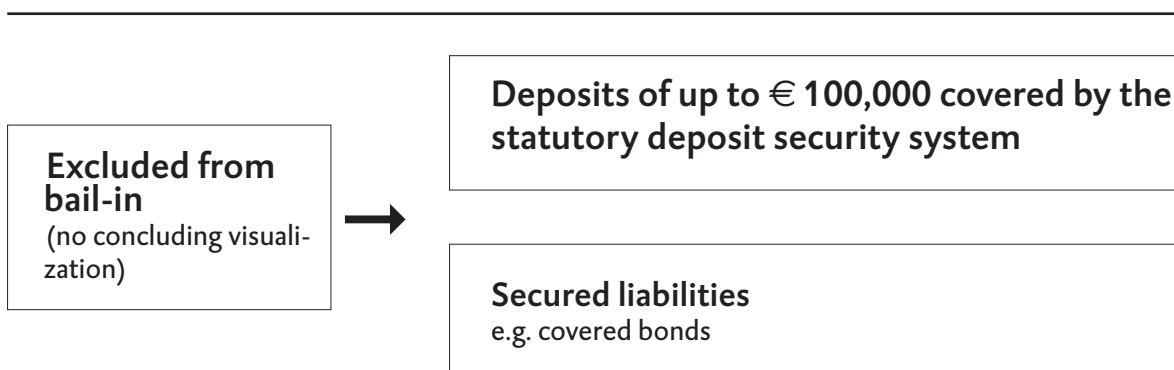 Excluded from
bail-in
(no concluding visuali-
zation)
Deposits of up to € 100,000 covered by the
statutory deposit security system
Secured liabilities
e.g. covered bonds